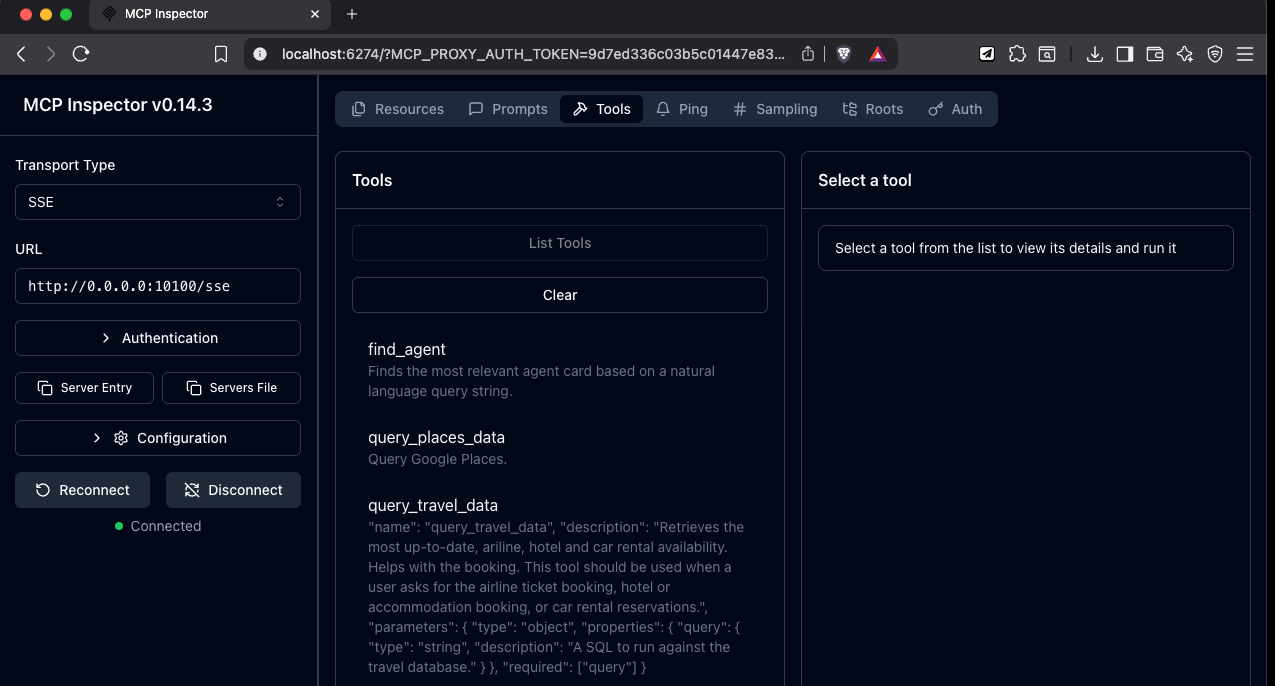 MCP Inspector
localhost:6274/?MCP_PROXY_AUTH_TOKEN=9d7ed336c03b5c01447e83...
MCP Inspector v0.14.3
Resources
Prompts
Tools
Ping
Sampling
Roots
Auth
Transport Type
SSE
URL
http://0.0.0.0:10100/sse
Authentication
Server Entry
Servers File
Configuration
Reconnect
Disconnect
Connected
Tools
List Tools
Clear
find_agent
Finds the most relevant agent card based on a natural
language query string.
query_places_data
Query Google Places.
query_travel_data
"name": "query_travel_data", "description": "Retrieves the
most up-to-date, ariline, hotel and car rental availability.
Helps with the booking. This tool should be used when a
user asks for the airline ticket booking, hotel or
accommodation booking, or car rental reservations.",
"parameters": { "type": "object", "properties": { "query": {
"type": "string", "description": "A SQL to run against the
travel database." } }, "required": ["query"] }
Select a tool
Select a tool from the list to view its details and run it